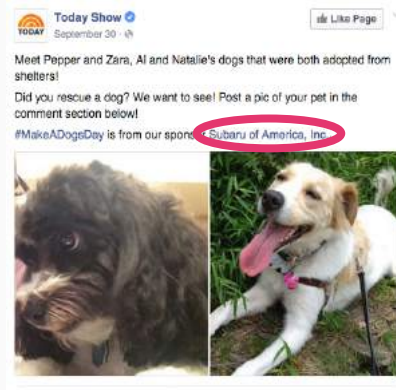 Today Show
Like Page
TODAY
September 30
Meet Pepper and Zara, Al and Natalie's dogs that were both adopted from
shelters!
Did you rescue a dog? We want to see! Post a pic of your pet in the
comment section below!
#MakeADogsDay is from our Subaru of America, Inc.